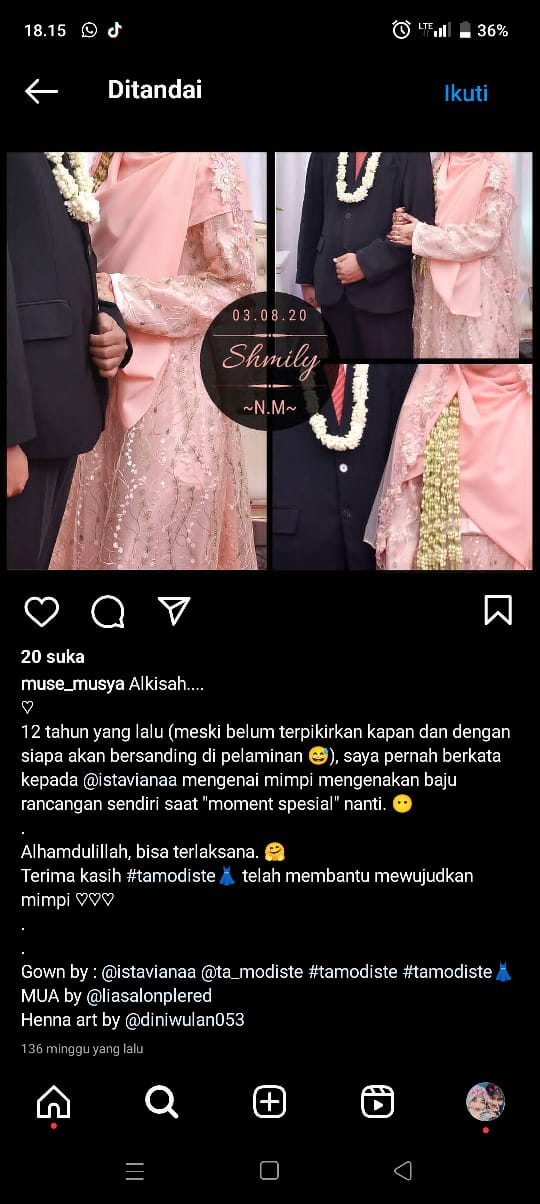 18.15
LTE
36%
Ditandai
Ikuti
03.08.20
Shmily
~N.M~
20 suka
muse_musya Alkisah....
♡
12 tahun yang lalu (meski belum terpikirkan kapan dan dengan
siapa akan bersanding di pelaminan 😅), saya pernah berkata
kepada @istavianaa mengenai mimpi mengenakan baju
rancangan sendiri saat "moment spesial" nanti. 😶
.
Alhamdulillah, bisa terlaksana. 🤗
Terima kasih #tamodiste👗 telah membantu mewujudkan
mimpi ♡♡♡
.
.
Gown by : @istavianaa @ta_modiste #tamodiste #tamodiste👗
MUA by @liasalonplered
Henna art by @diniwulan053
136 minggu yang lalu